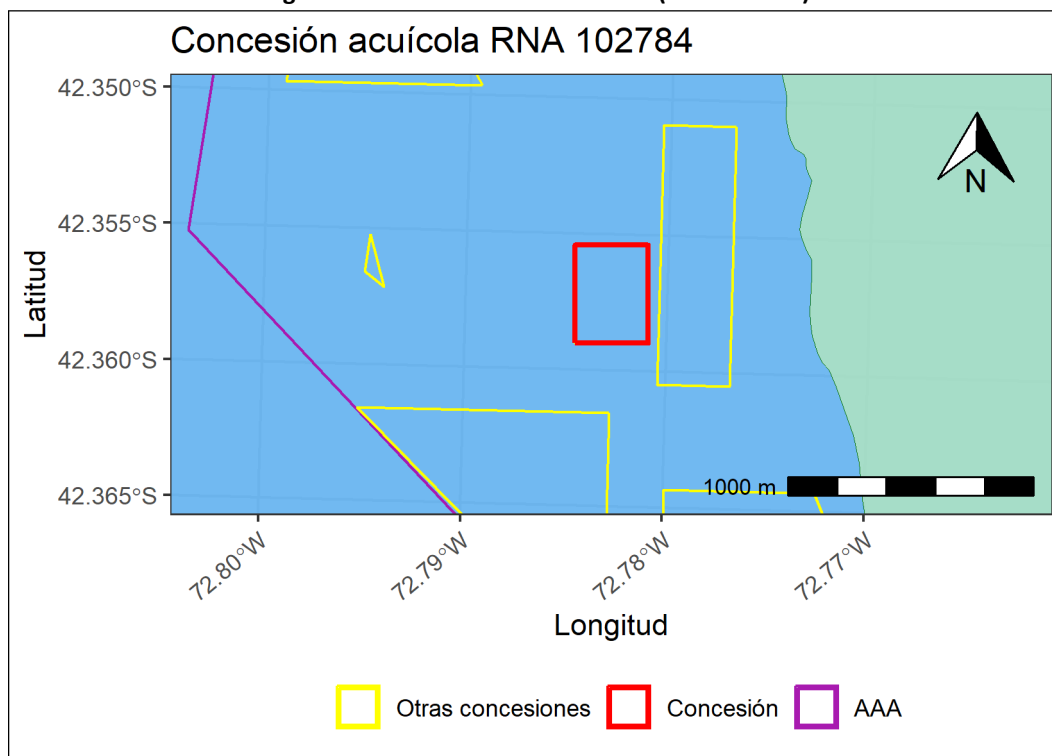 Concesión acuícola RNA 102784
42.350°S
42.355°S
42.360°S
42.365°S
Latitud
N
1000 m
72.80°W
72.79°W
72.78°W
72.77°W
Longitud
Otras concesiones
Concesión
AAA